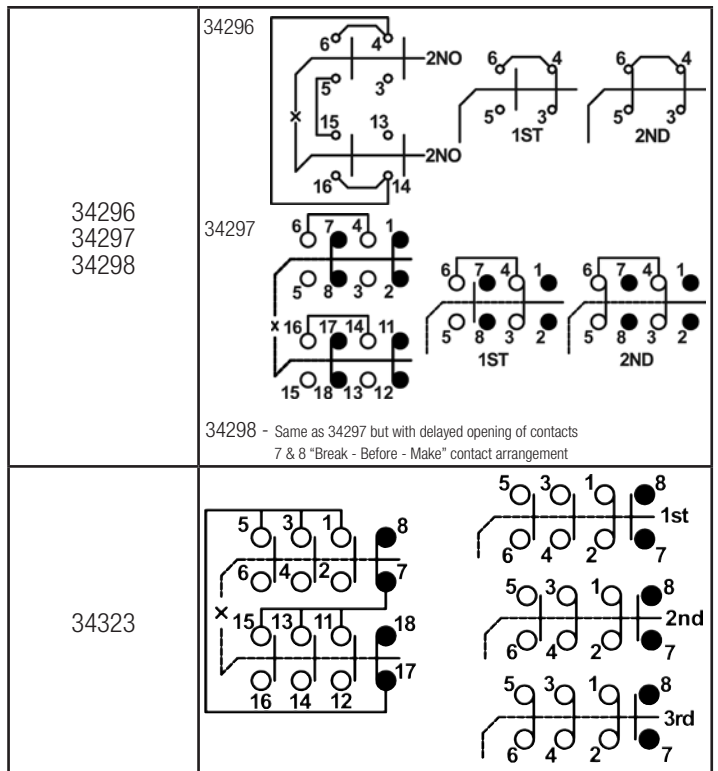 34296
34297
34298
34296
6 4
2NO
5 3
15 13
2NO
16 14
6 4
5 3
1ST
6 4
5 3
2ND
34297
6 7 4 1
5 8 3 2
16 17 14 11
15 18 13 12
6 7 4 1
5 8 3 2
1ST
6 7 4 1
5 8 3 2
2ND
34298 - Same as 34297 but with delayed opening of contacts
7 & 8 “Break - Before - Make” contact arrangement
34323
5 3 1 8
6 4 2 7
15 13 11 18
16 14 12 17
5 3 1 8
1st
6 4 2 7
5 3 1 8
2nd
6 4 2 7
5 3 1 8
3rd
6 4 2 7